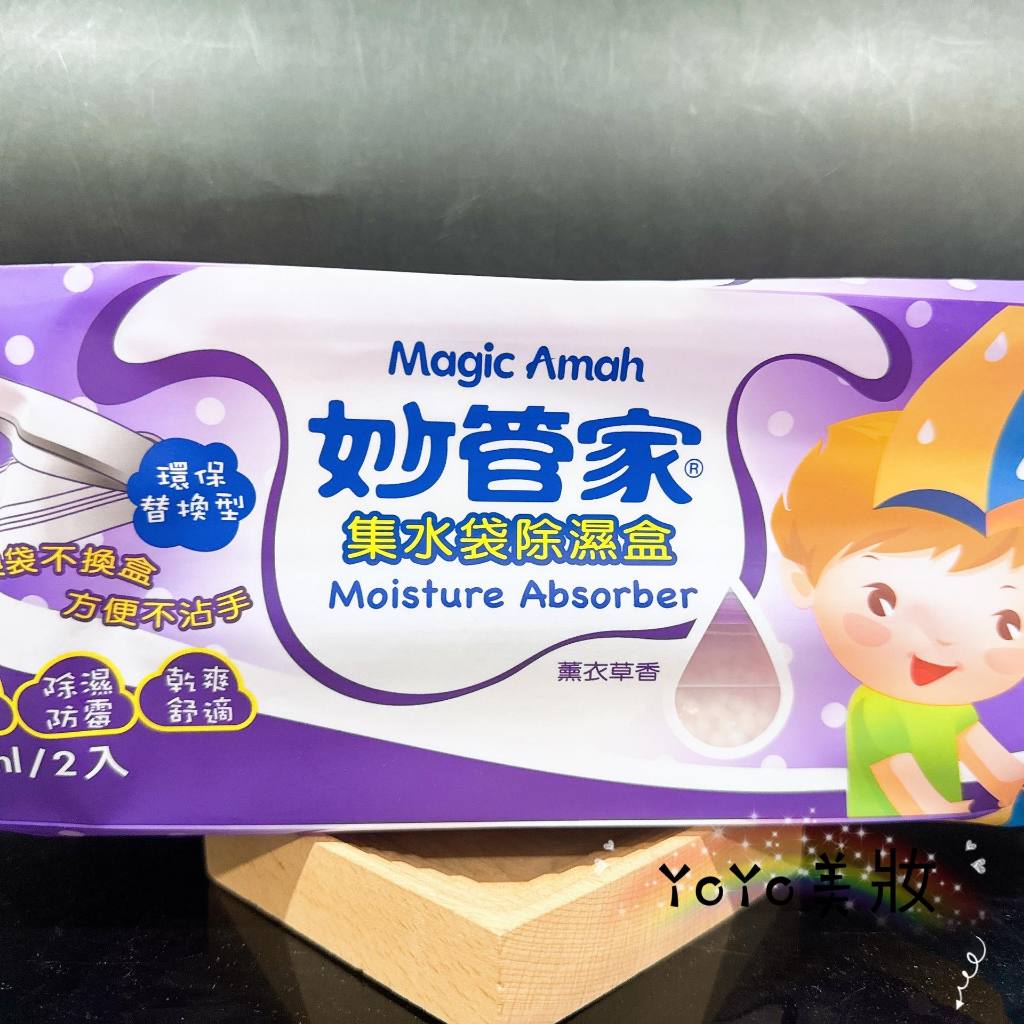 Magic Amah
妙管家®
集水袋除濕盒
Moisture Absorber
薰衣草香
環保
替換型
袋不換盒
方便不沾手
除濕
防霉
乾爽
舒適
ml/2入
YoYo美妝